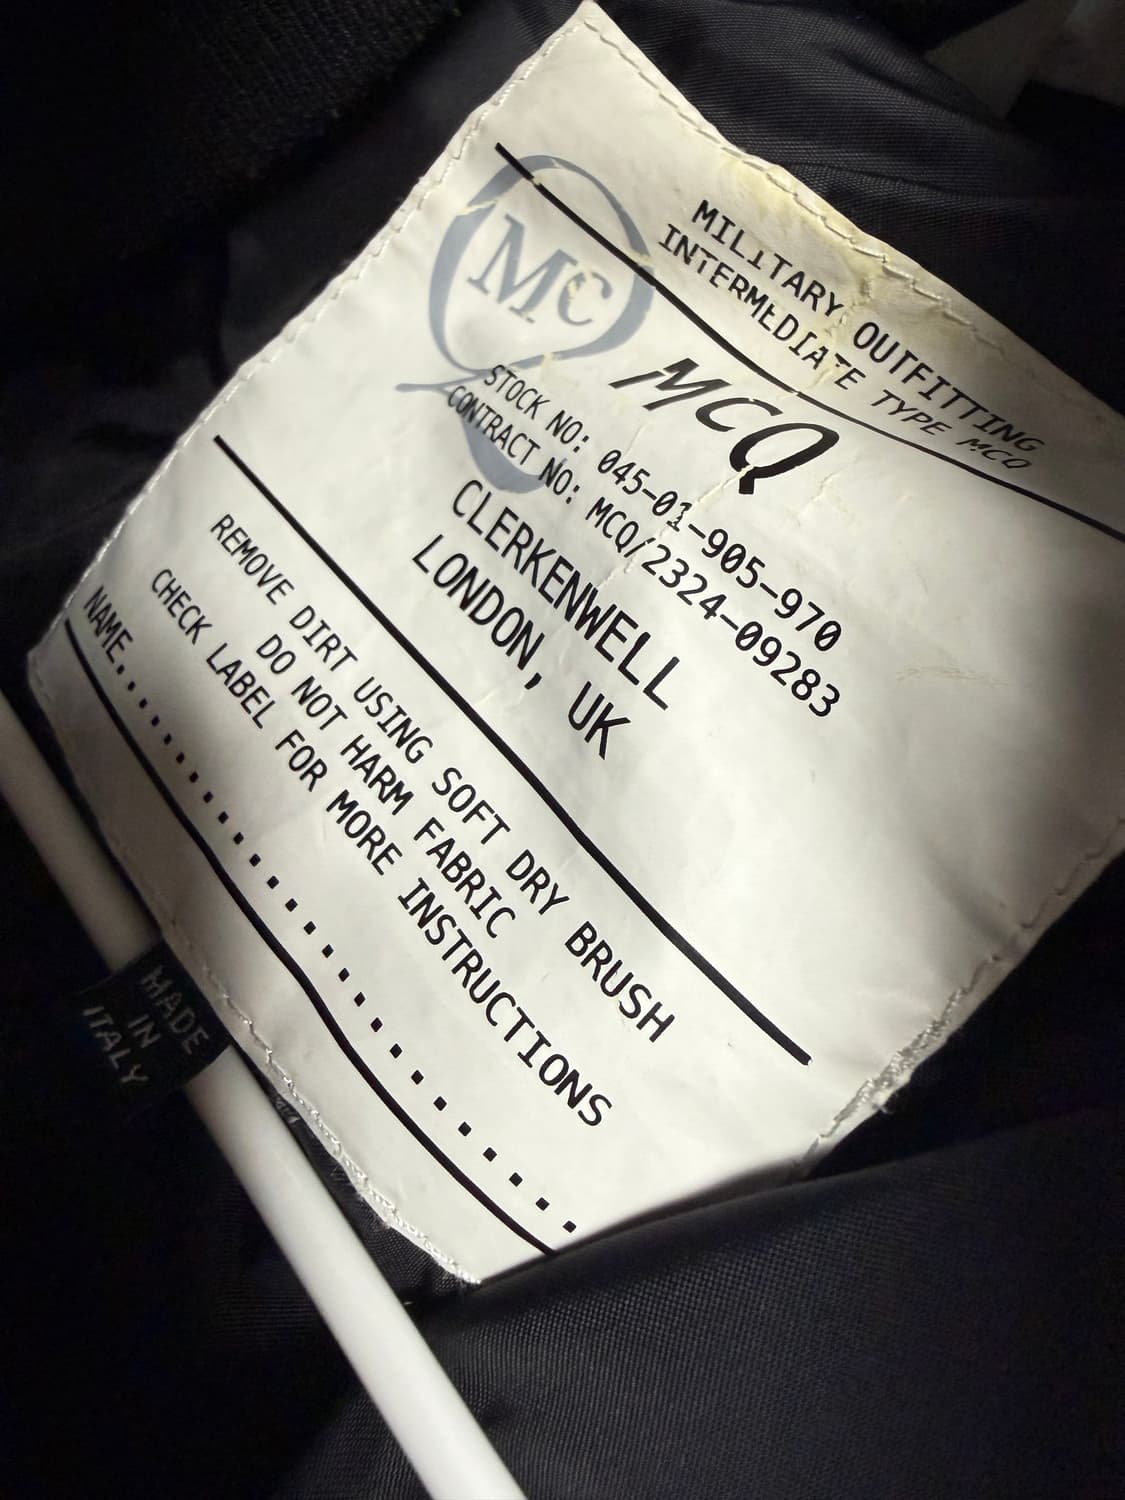 MILITARY OUTFITTING
INTERMEDIATE TYPE MCQ
Mc
MCQ
STOCK NO: 045-01-905-970
CONTRACT NO: MCQ/2324-09283
CLERKENWELL
LONDON, UK
REMOVE DIRT USING SOFT DRY BRUSH
DO NOT HARM FABRIC
CHECK LABEL FOR MORE INSTRUCTIONS
NAME..............................
MADE
IN
ITALY